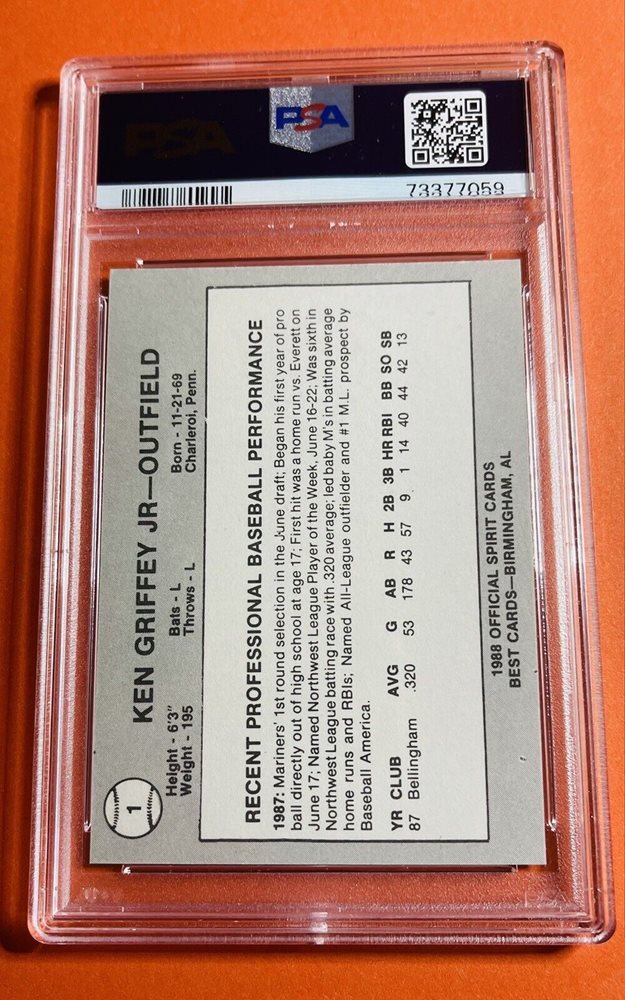 PSA
PSA
73377059
1
KEN GRIFFEY JR—OUTFIELD
Height - 6'3"
Weight - 195
Bats - L
Throws - L
Born - 11-21-69
Charleroi, Penn.
RECENT PROFESSIONAL BASEBALL PERFORMANCE
1987: Mariners' 1st round selection in the June draft; Began his first year of pro
ball directly out of high school at age 17; First hit was a home run vs. Everett on
June 17; Named Northwest League Player of the Week, June 16-22; Was sixth in
Northwest League batting race with .320 average; led baby M's in batting average
home runs and RBIs; Named All-League outfielder and #1 M.L. prospect by
Baseball America.
YR CLUB AVG G AB R H 2B 3B HR RBI BB SO SB
87 Bellingham .320 53 178 43 57 9 1 14 40 44 42 13
1988 OFFICIAL SPIRIT CARDS
BEST CARDS—BIRMINGHAM, AL